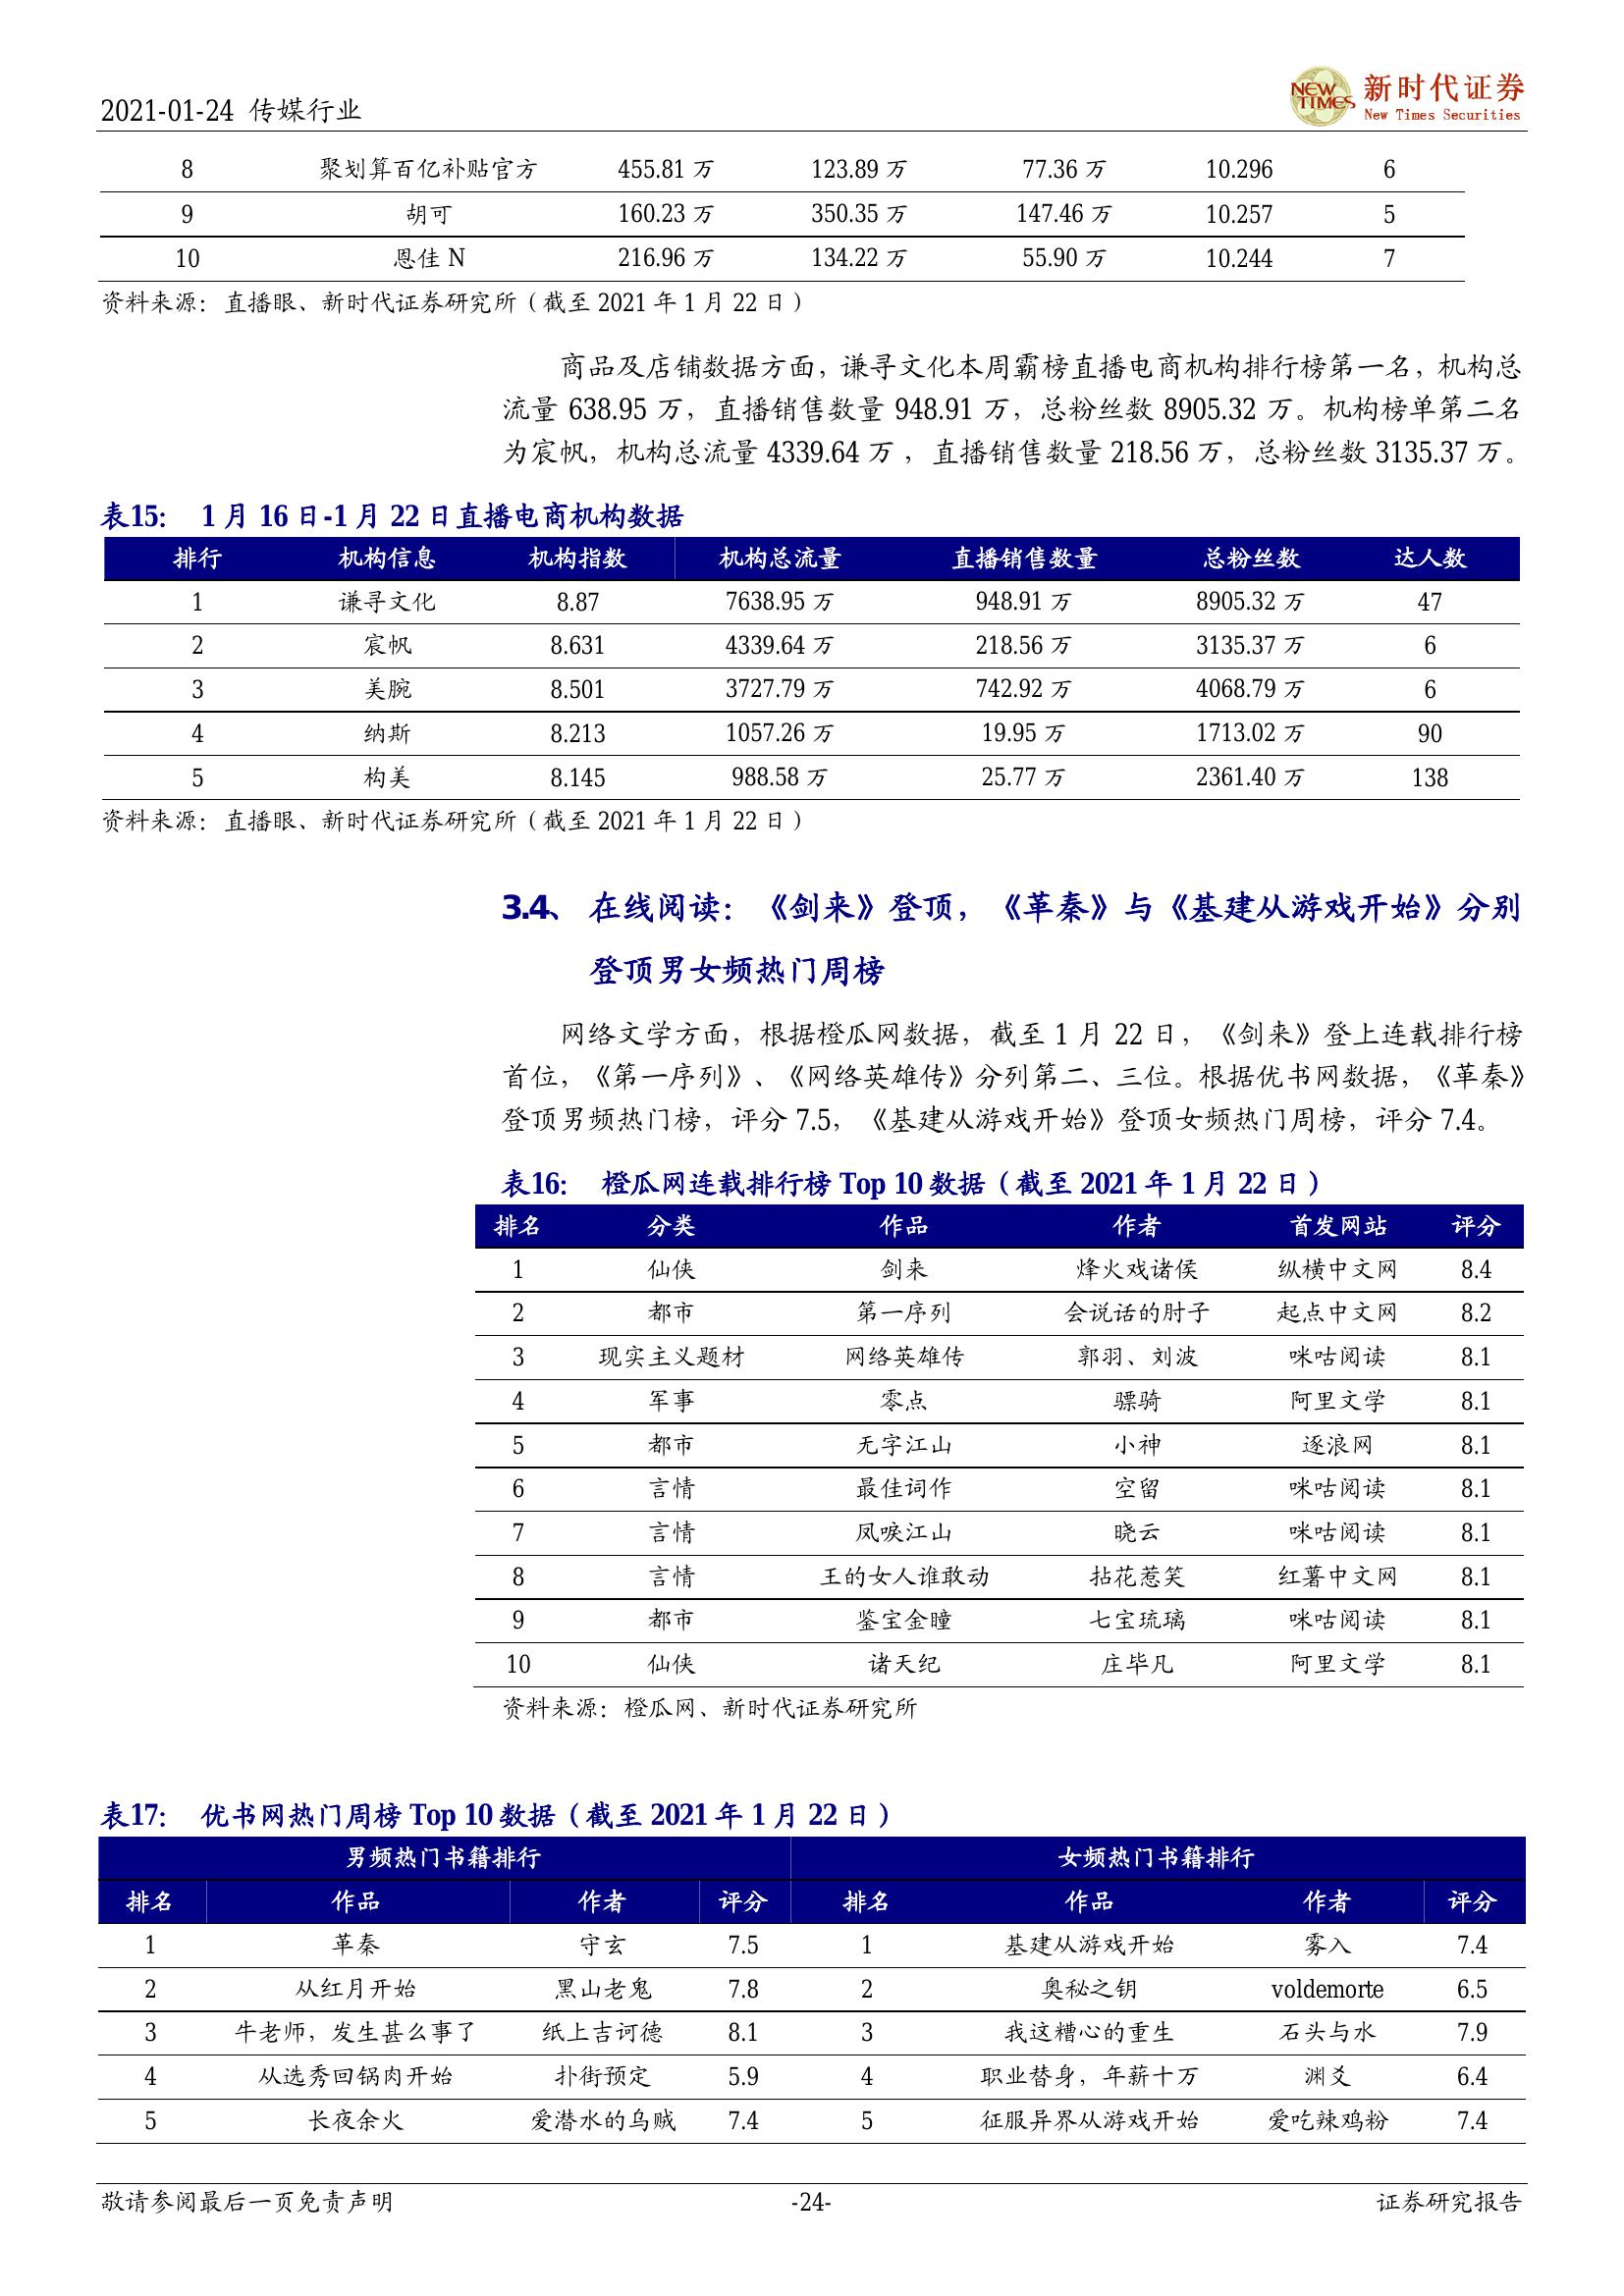 2021-01-24 传媒行业
NEW TIMES 新时代证券
New Times Securities
8 聚划算百亿补贴官方 455.81 万 123.89 万 77.36 万 10.296 6
9 胡可 160.23 万 350.35 万 147.46 万 10.257 5
10 恩佳 N 216.96 万 134.22 万 55.90 万 10.244 7
资料来源：直播眼、新时代证券研究所（截至 2021 年 1 月 22 日）
商品及店铺数据方面，谦寻文化本周霸榜直播电商机构排行榜第一名，机构总
流量 638.95 万，直播销售数量 948.91 万，总粉丝数 8905.32 万。机构榜单第二名
为宸帆，机构总流量 4339.64 万 ，直播销售数量 218.56 万，总粉丝数 3135.37 万。
表15： 1 月 16 日-1 月 22 日直播电商机构数据
排行 机构信息 机构指数 机构总流量 直播销售数量 总粉丝数 达人数
1 谦寻文化 8.87 7638.95 万 948.91 万 8905.32 万 47
2 宸帆 8.631 4339.64 万 218.56 万 3135.37 万 6
3 美腕 8.501 3727.79 万 742.92 万 4068.79 万 6
4 纳斯 8.213 1057.26 万 19.95 万 1713.02 万 90
5 构美 8.145 988.58 万 25.77 万 2361.40 万 138
资料来源：直播眼、新时代证券研究所（截至 2021 年 1 月 22 日）
3.4、 在线阅读：《剑来》登顶，《革秦》与《基建从游戏开始》分别
登顶男女频热门周榜
网络文学方面，根据橙瓜网数据，截至 1 月 22 日，《剑来》登上连载排行榜
首位，《第一序列》、《网络英雄传》分列第二、三位。根据优书网数据，《革秦》
登顶男频热门榜，评分 7.5，《基建从游戏开始》登顶女频热门周榜，评分 7.4。
表16： 橙瓜网连载排行榜 Top 10 数据（截至 2021 年 1 月 22 日）
排名 分类 作品 作者 首发网站 评分
1 仙侠 剑来 烽火戏诸侯 纵横中文网 8.4
2 都市 第一序列 会说话的肘子 起点中文网 8.2
3 现实主义题材 网络英雄传 郭羽、刘波 咪咕阅读 8.1
4 军事 零点 骠骑 阿里文学 8.1
5 都市 无字江山 小神 逐浪网 8.1
6 言情 最佳词作 空留 咪咕阅读 8.1
7 言情 凤唳江山 晓云 咪咕阅读 8.1
8 言情 王的女人谁敢动 拈花惹笑 红薯中文网 8.1
9 都市 鉴宝金瞳 七宝琉璃 咪咕阅读 8.1
10 仙侠 诸天纪 庄毕凡 阿里文学 8.1
资料来源：橙瓜网、新时代证券研究所
表17： 优书网热门周榜 Top 10 数据（截至 2021 年 1 月 22 日）
男频热门书籍排行 女频热门书籍排行
排名 作品 作者 评分 排名 作品 作者 评分
1 革秦 守玄 7.5 1 基建从游戏开始 雾入 7.4
2 从红月开始 黑山老鬼 7.8 2 奥秘之钥 voldemorte 6.5
3 牛老师，发生甚么事了 纸上吉诃德 8.1 3 我这糟心的重生 石头与水 7.9
4 从选秀回锅肉开始 扑街预定 5.9 4 职业替身，年薪十万 渊爻 6.4
5 长夜余火 爱潜水的乌贼 7.4 5 征服异界从游戏开始 爱吃辣鸡粉 7.4
敬请参阅最后一页免责声明 -24- 证券研究报告